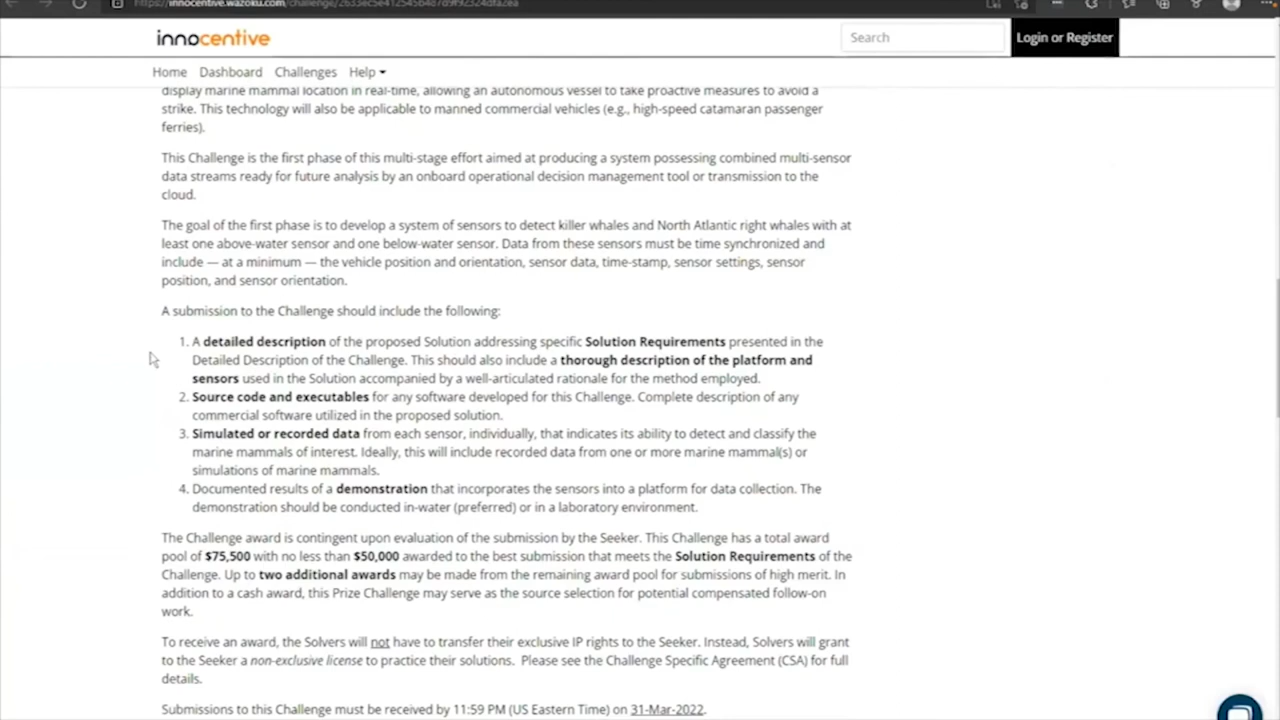 innocentive
Search
Login or Register
Home Dashboard Challenges Help
display marine mammal location in real-time, allowing an autonomous vessel to take proactive measures to avoid a
strike. This technology will also be applicable to manned commercial vehicles (e.g., high-speed catamaran passenger
ferries).
This Challenge is the first phase of this multi-stage effort aimed at producing a system possessing combined multi-sensor
data streams ready for future analysis by an onboard operational decision management tool or transmission to the
cloud.
The goal of the first phase is to develop a system of sensors to detect killer whales and North Atlantic right whales with at
least one above-water sensor and one below-water sensor. Data from these sensors must be time synchronized and
include — at a minimum — the vehicle position and orientation, sensor data, time-stamp, sensor settings, sensor
position, and sensor orientation.
A submission to the Challenge should include the following:
1. A detailed description of the proposed Solution addressing specific Solution Requirements presented in the
Detailed Description of the Challenge. This should also include a thorough description of the platform and
sensors used in the Solution accompanied by a well-articulated rationale for the method employed.
2. Source code and executables for any software developed for this Challenge. Complete description of any
commercial software utilized in the proposed solution.
3. Simulated or recorded data from each sensor, individually, that indicates its ability to detect and classify the
marine mammals of interest. Ideally, this will include recorded data from one or more marine mammal(s) or
simulations of marine mammals.
4. Documented results of a demonstration that incorporates the sensors into a platform for data collection. The
demonstration should be conducted in-water (preferred) or in a laboratory environment.
The Challenge award is contingent upon evaluation of the submission by the Seeker. This Challenge has a total award
pool of $75,500 with no less than $50,000 awarded to the best submission that meets the Solution Requirements of the
Challenge. Up to two additional awards may be made from the remaining award pool for submissions of high merit. In
addition to a cash award, this Prize Challenge may serve as the source selection for potential compensated follow-on
work.
To receive an award, the Solvers will not have to transfer their exclusive IP rights to the Seeker. Instead, Solvers will grant
to the Seeker a non-exclusive license to practice their solutions. Please see the Challenge Specific Agreement (CSA) for full
details.
Submissions to this Challenge must be received by 11:59 PM (US Eastern Time) on 31-Mar-2022.